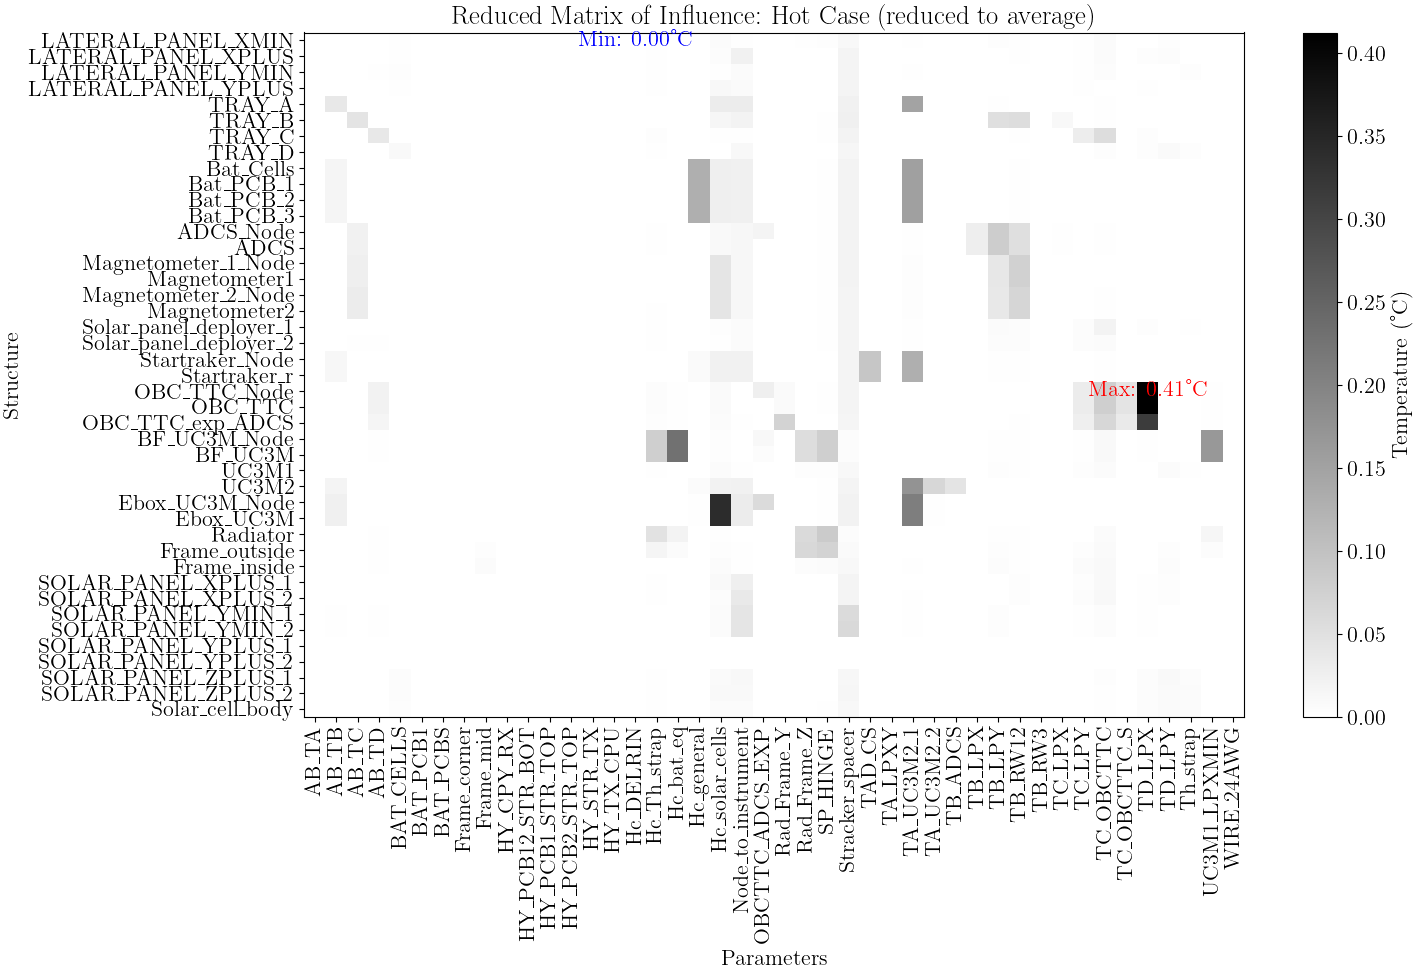 Reduced Matrix of Influence: Hot Case (reduced to average)
Min: 0.00°C
Max: 0.41°C
Structure
LATERAL_PANEL_XMIN
LATERAL_PANEL_XPLUS
LATERAL_PANEL_YMIN
LATERAL_PANEL_YPLUS
TRAY_A
TRAY_B
TRAY_C
TRAY_D
Bat_Cells
Bat_PCB_1
Bat_PCB_2
Bat_PCB_3
ADCS_Node
ADCS
Magnetometer_1_Node
Magnetometer1
Magnetometer_2_Node
Magnetometer2
Solar_panel_deployer_1
Solar_panel_deployer_2
Startraker_Node
Startraker_r
OBC_TTC_Node
OBC_TTC
OBC_TTC_exp_ADCS
BF_UC3M_Node
BF_UC3M
UC3M1
UC3M2
Ebox_UC3M_Node
Ebox_UC3M
Radiator
Frame_outside
Frame_inside
SOLAR_PANEL_XPLUS_1
SOLAR_PANEL_XPLUS_2
SOLAR_PANEL_YMIN_1
SOLAR_PANEL_YMIN_2
SOLAR_PANEL_YPLUS_1
SOLAR_PANEL_YPLUS_2
SOLAR_PANEL_ZPLUS_1
SOLAR_PANEL_ZPLUS_2
Solar_cell_body
AB_TA
AB_TB
AB_TC
AB_TD
BAT_CELLS
BAT_PCB1
BAT_PCBS
Frame_corner
Frame_mid
HY_CPY_RX
HY_PCB12_STR_BOT
HY_PCB1_STR_TOP
HY_PCB2_STR_TOP
HY_STR_TX
HY_TX_CPU
Hc_DELRIN
Hc_Th_strap
Hc_bat_eq
Hc_general
Hc_solar_cells
Node_to_instrument
OBCTTC_ADCS_EXP
Rad_Frame_Y
Rad_Frame_Z
SP_HINGE
Stracker_spacer
TAD_CS
TA_LPXY
TA_UC3M2_1
TA_UC3M2_2
TB_ADCS
TB_LPX
TB_LPY
TB_RW12
TB_RW3
TC_LPX
TC_LPY
TC_OBCTTC
TC_OBCTTC_S
TD_LPX
TD_LPY
Th_strap
UC3M1_LPXMIN
WIRE_24AWG
Parameters
0.40
0.35
0.30
0.25
0.20
0.15
0.10
0.05
0.00
Temperature (°C)